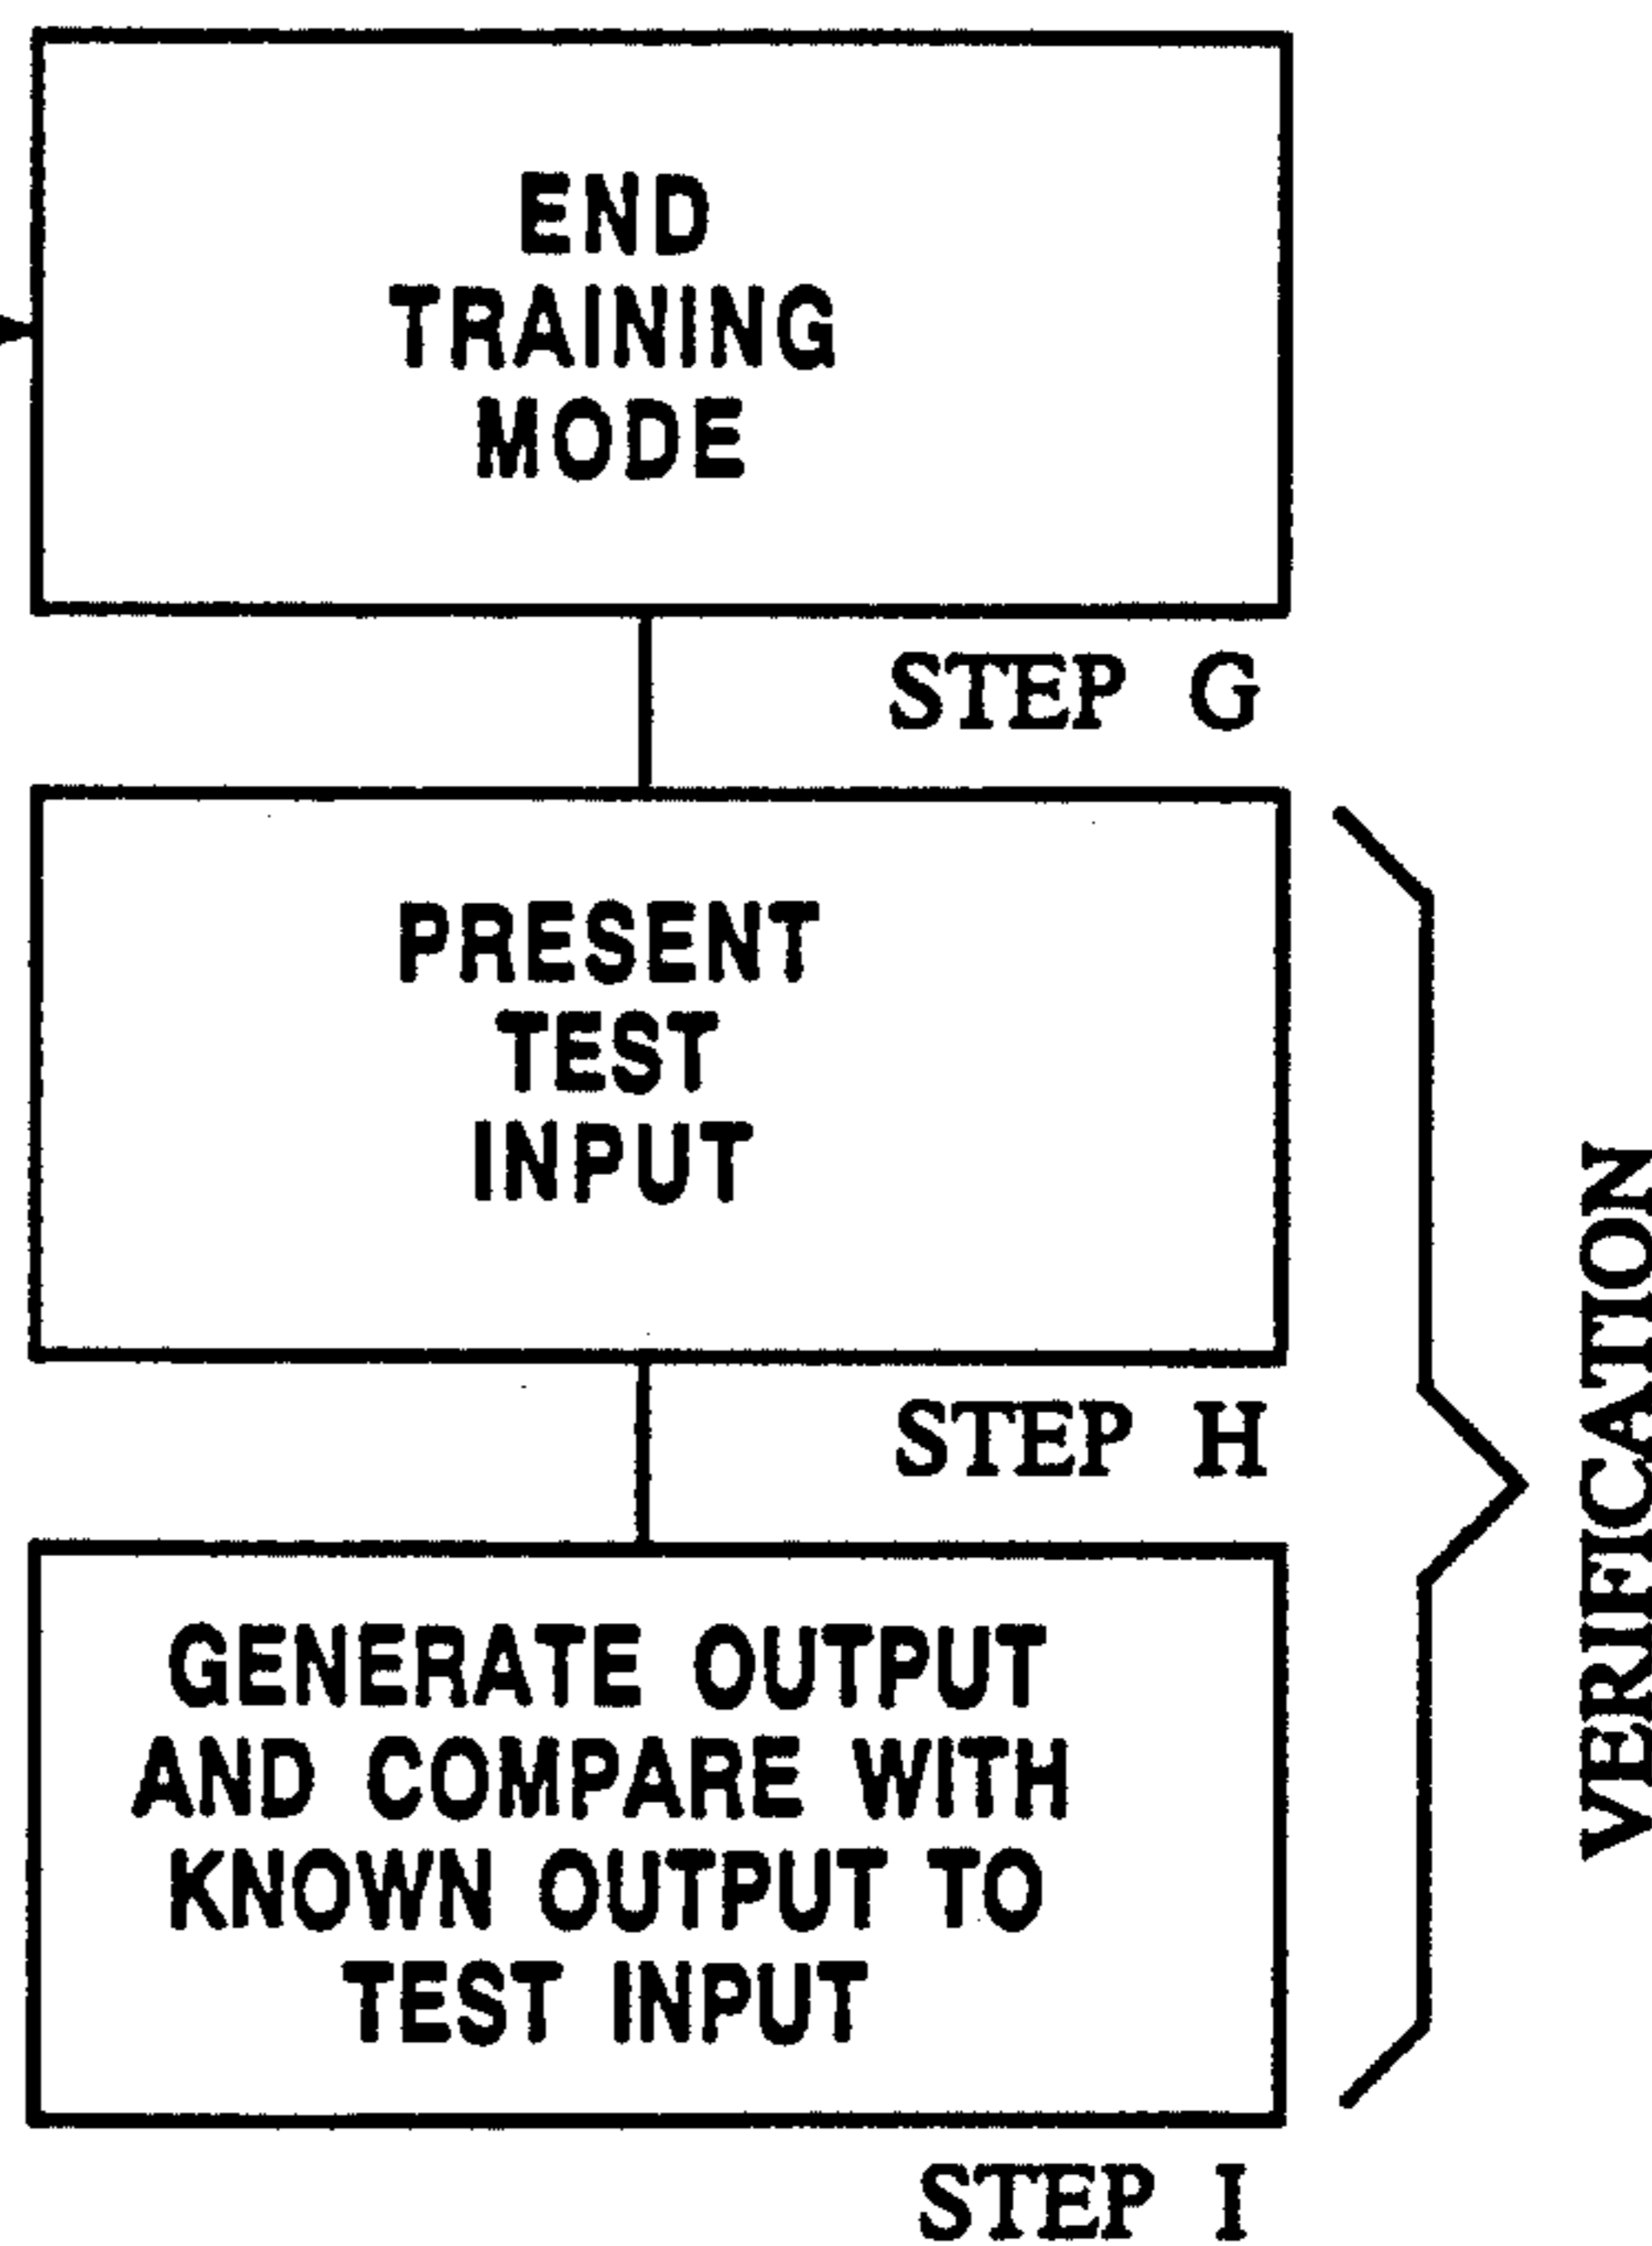 END
TRAINING
MODE
STEP G
PRESENT
TEST
INPUT
STEP H
GENERATE OUTPUT
AND COMPARE WITH
KNOWN OUTPUT TO
TEST INPUT
STEP I
VERIFICATION